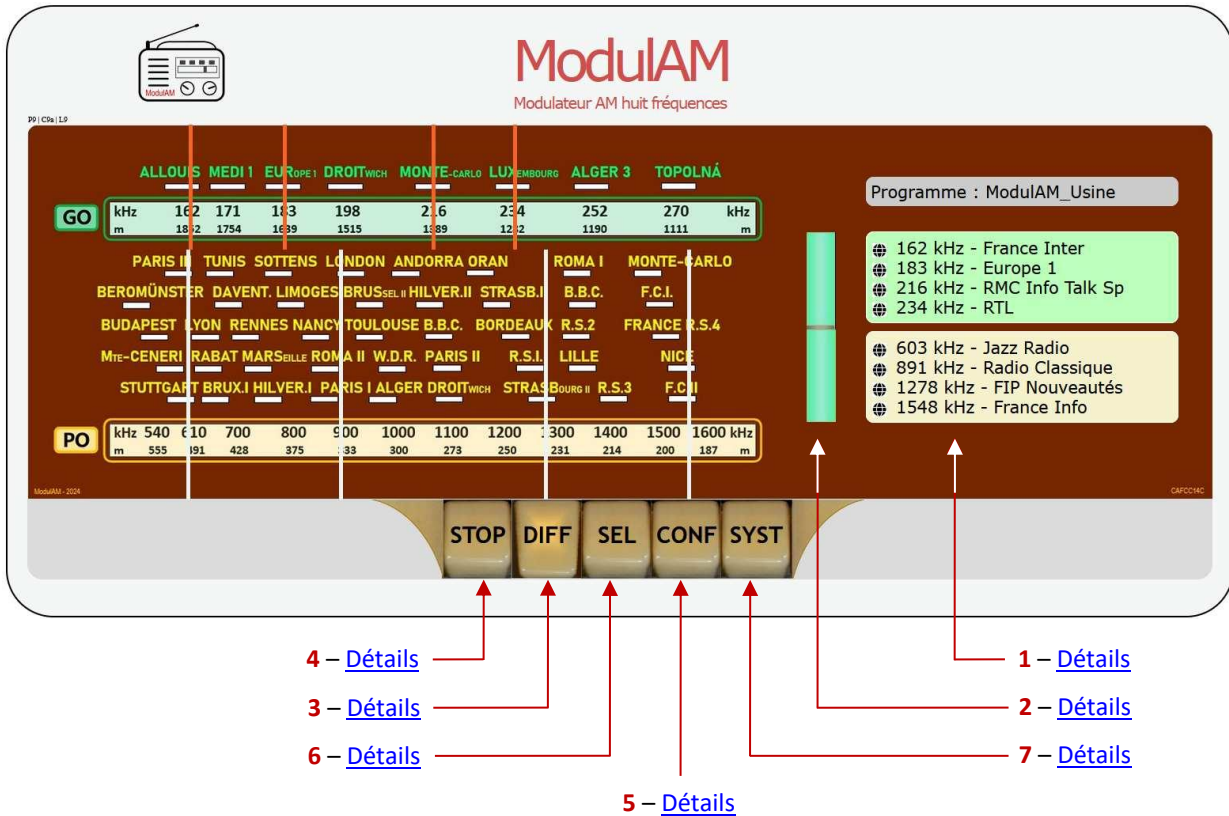 ModulAM
ModulAM
Modulateur AM huit fréquences
P9 | C9a | L9
ALLOUIS MEDI 1 EUROPE 1 DROITWICH MONTE-CARLO LUXEMBOURG ALGER 3 TOPOLNÁ
GO
kHz 162 171 183 198 216 234 252 270 kHz
m 1852 1754 1639 1515 1389 1282 1190 1111 m
PARIS II TUNIS SOTTENS LONDON ANDORRA ORAN ROMA I MONTE-CARLO
BEROMÜNSTER DAVENT. LIMOGES BRUSSEL II HILVER.II STRASB.I B.B.C. F.C.I.
BUDAPEST LYON RENNES NANCY TOULOUSE B.B.C. BORDEAUX R.S.2 FRANCE R.S.4
MTE-CENERI RABAT MARSEILLE ROMA II W.D.R. PARIS II R.S.I. LILLE NICE
STUTTGART BRUX.I HILVER.I PARIS I ALGER DROITWICH STRASBOURG II R.S.3 F.C.II
PO
kHz 540 610 700 800 900 1000 1100 1200 1300 1400 1500 1600 kHz
m 555 491 428 375 333 300 273 250 231 214 200 187 m
ModulAM - 2024
Programme : ModulAM_Usine
162 kHz - France Inter
183 kHz - Europe 1
216 kHz - RMC Info Talk Sp
234 kHz - RTL
603 kHz - Jazz Radio
891 kHz - Radio Classique
1278 kHz - FIP Nouveautés
1548 kHz - France Info
CAFCC14C
STOP DIFF SEL CONF SYST
4 – Détails
1 – Détails
3 – Détails
2 – Détails
6 – Détails
7 – Détails
5 – Détails